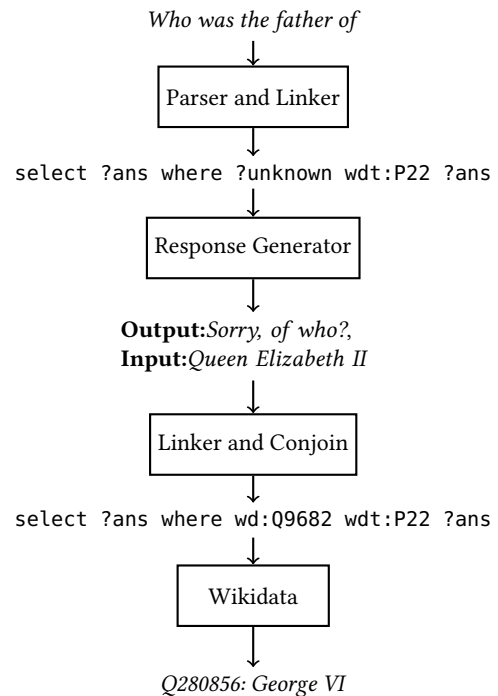 Who was the father of
Parser and Linker
select ?ans where ?unknown wdt:P22 ?ans
Response Generator
Output:Sorry, of who?,
Input:Queen Elizabeth II
Linker and Conjoin
select ?ans where wd:Q9682 wdt:P22 ?ans
Wikidata
Q280856: George VI